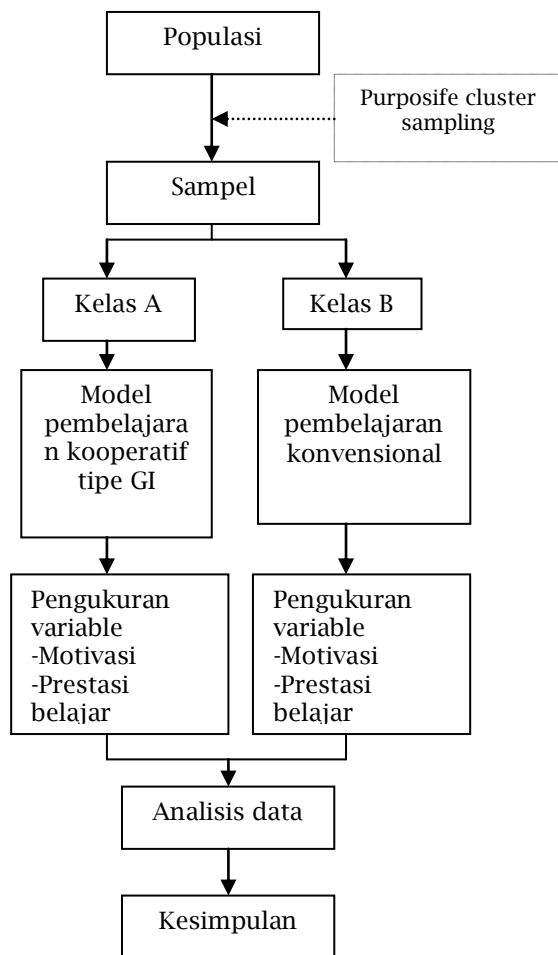 Populasi
Purposife cluster
sampling
Sampel
Kelas A
Kelas B
Model
pembelajara
n kooperatif
tipe GI
Model
pembelajaran
konvensional
Pengukuran
variable
-Motivasi
-Prestasi
belajar
Pengukuran
variable
-Motivasi
-Prestasi
belajar
Analisis data
Kesimpulan